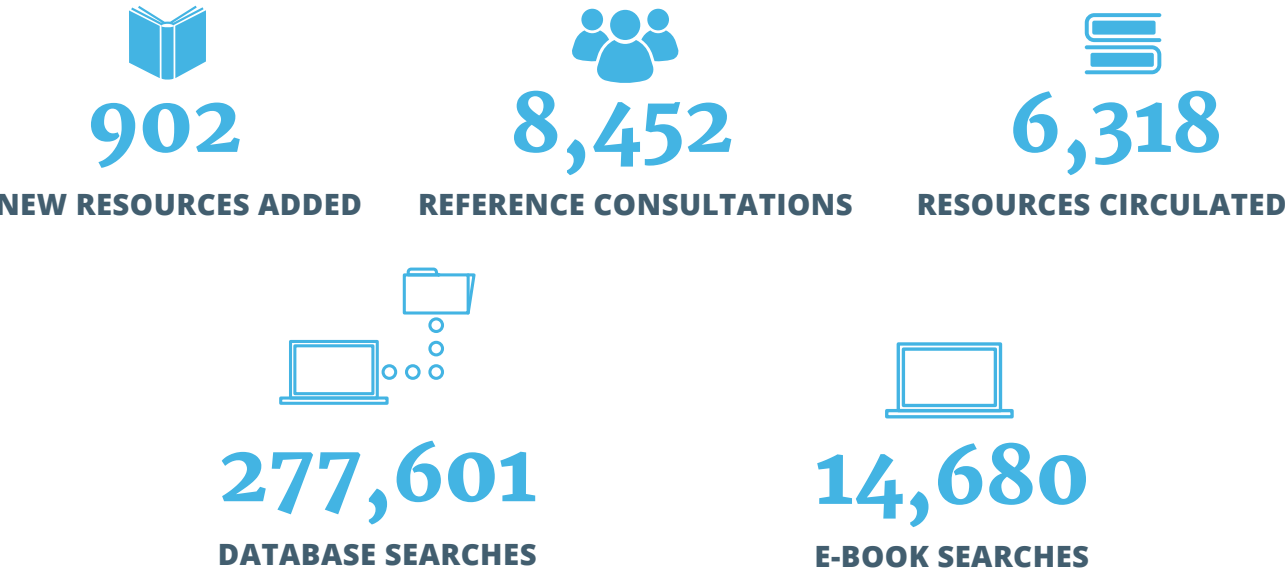 902
NEW RESOURCES ADDED
8,452
REFERENCE CONSULTATIONS
6,318
RESOURCES CIRCULATED
277,601
DATABASE SEARCHES
14,680
E-BOOK SEARCHES